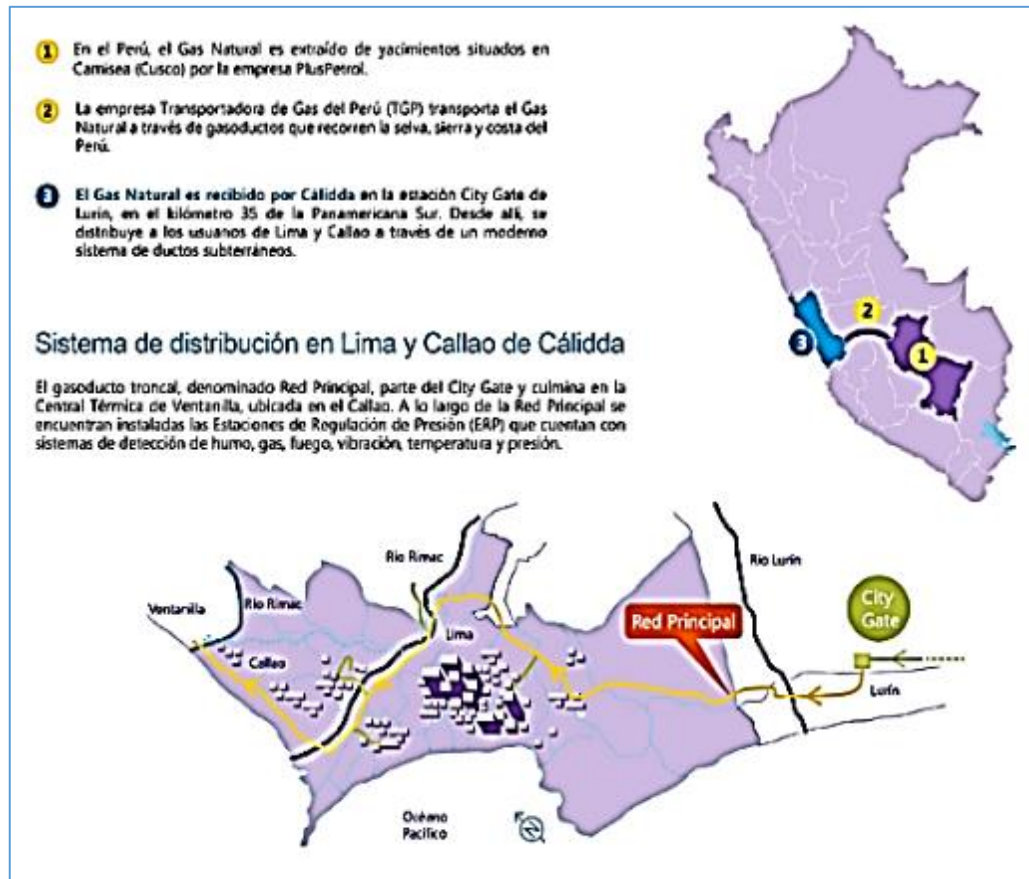 1 En el Perú, el Gas Natural es extraído de yacimientos situados en
Camisea (Cusco) por la empresa PlusPetrol.
2 La empresa Transportadora de Gas del Perú (TGP) transporta el Gas
Natural a través de gasoductos que recorren la selva, sierra y costa del
Perú.
3 El Gas Natural es recibido por Cálidda en la estación City Gate de
Lurín, en el kilómetro 35 de la Panamericana Sur. Desde allí, se
distribuye a los usuarios de Lima y Callao a través de un moderno
sistema de ductos subterráneos.
2
3
1
Sistema de distribución en Lima y Callao de Cálidda
El gasoducto troncal, denominado Red Principal, parte del City Gate y culmina en la
Central Térmica de Ventanilla, ubicada en el Callao. A lo largo de la Red Principal se
encuentran instaladas las Estaciones de Regulación de Presión (ERP) que cuentan con
sistemas de detección de humo, gas, fuego, vibración, temperatura y presión.
Río Rimac
Río Lurín
Ventanilla
Río Rimac
City
Gate
Red Principal
Lima
Callao
Lurín
Océano
Pacífico
N